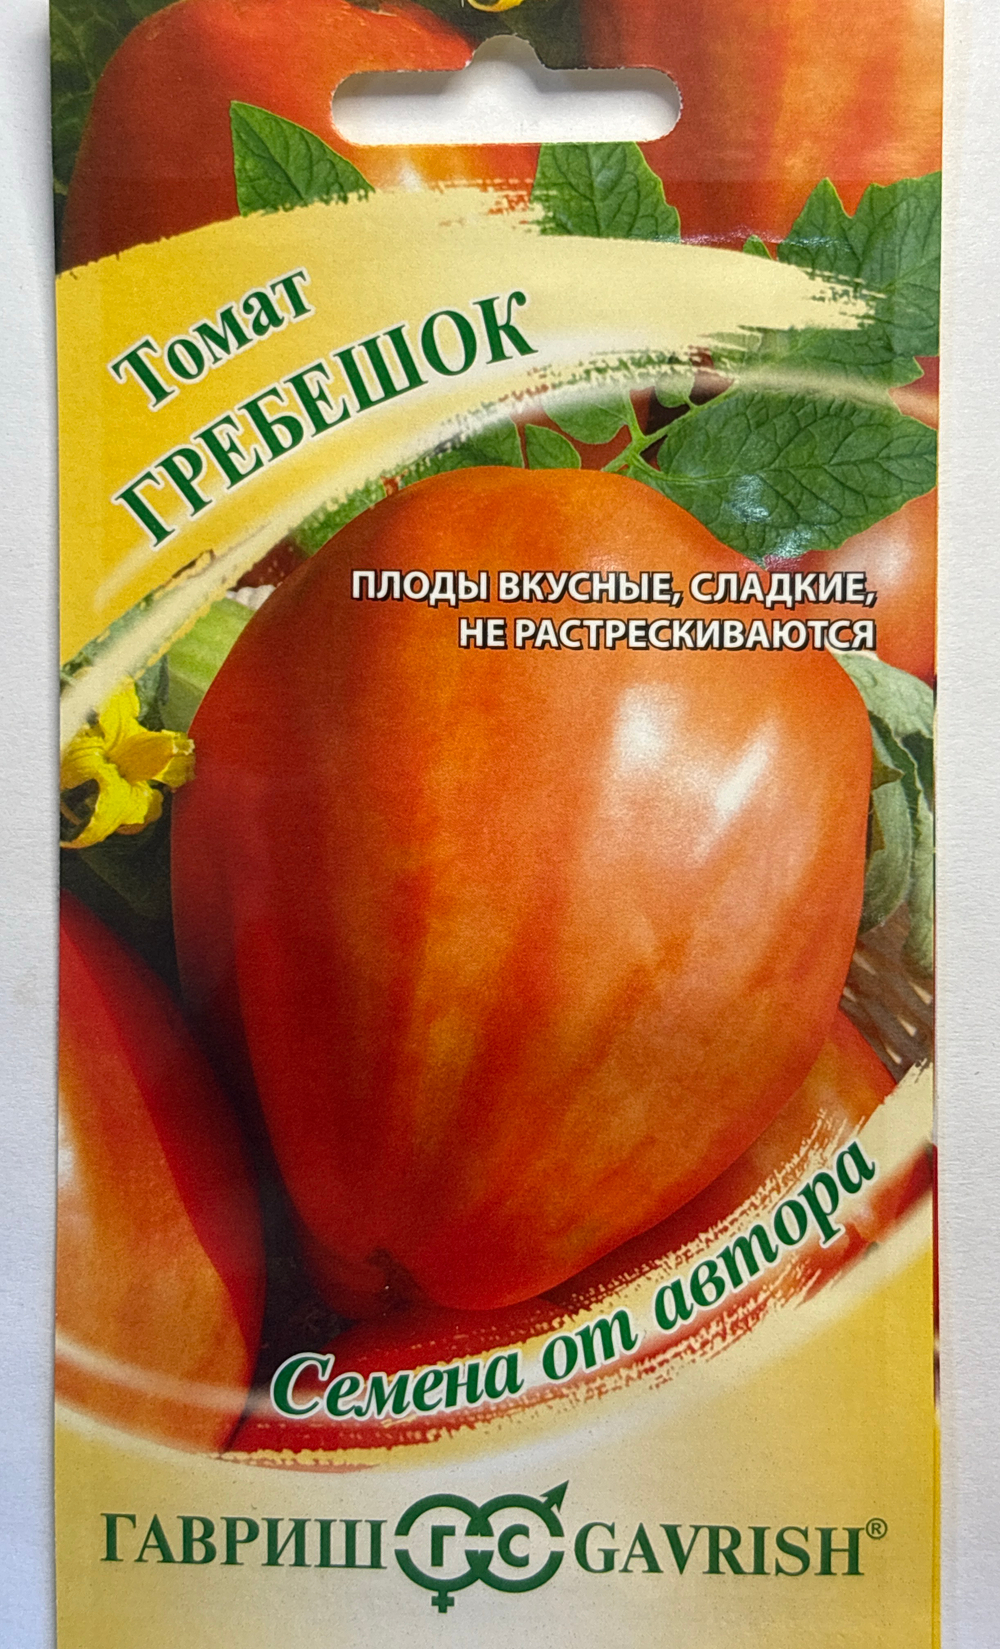 Томат
ГРЕБЕШОК
ПЛОДЫ ВКУСНЫЕ, СЛАДКИЕ,
НЕ РАСТРЕСКИВАЮТСЯ
Семена от автора
ГАВРИШ ГС GAVRISH®